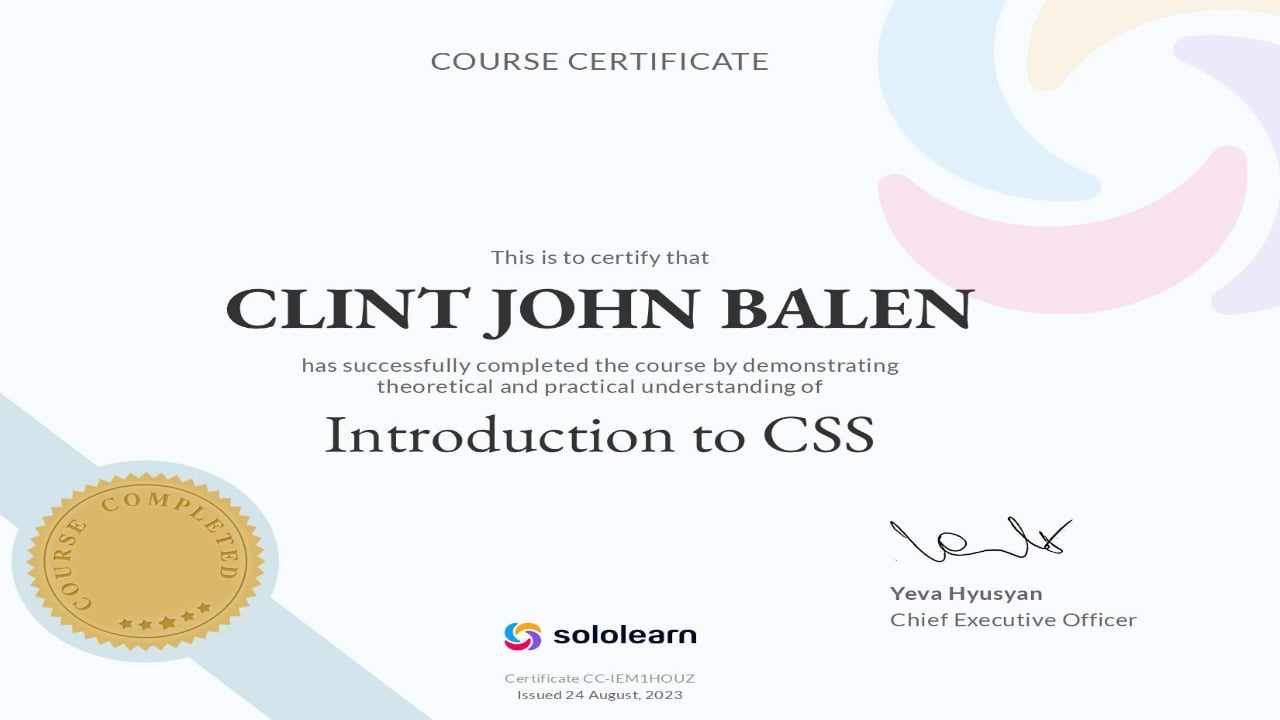 COURSE CERTIFICATE
This is to certify that
CLINT JOHN BALEN
has successfully completed the course by demonstrating
theoretical and practical understanding of
Introduction to CSS
COURSE COMPLETED
Yeva Hyusyan
Chief Executive Officer
sololearn
Certificate CC-IEM1HOUZ
Issued 24 August, 2023